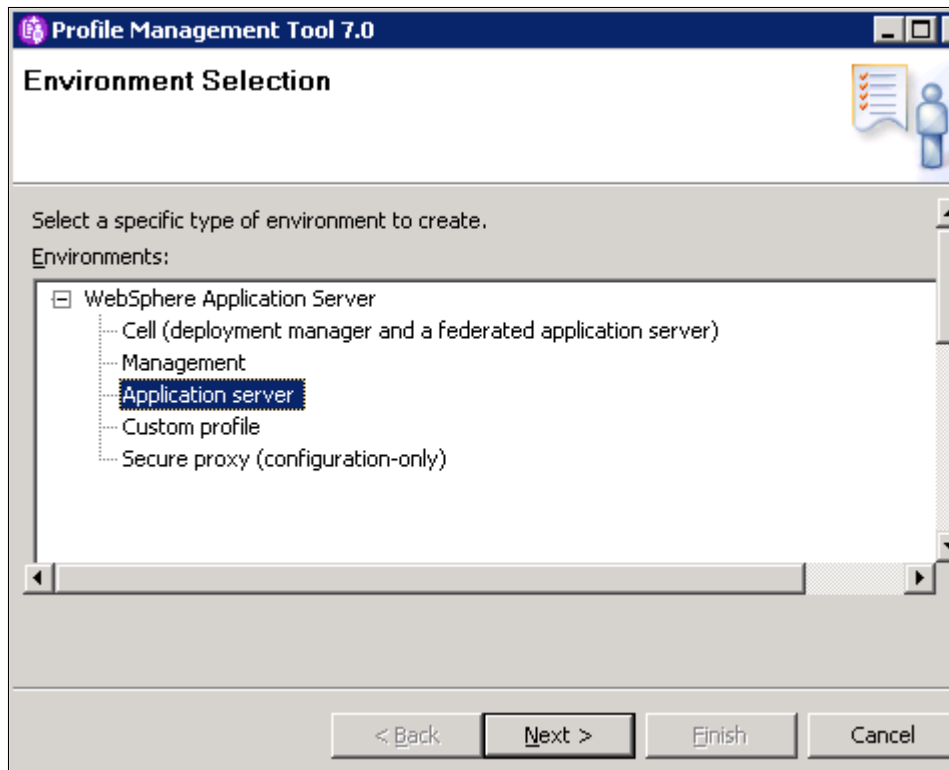 Profile Management Tool 7.0
Environment Selection
Select a specific type of environment to create.
Environments:
WebSphere Application Server
Cell (deployment manager and a federated application server)
Management
Application server
Custom profile
Secure proxy (configuration-only)
< Back Next > Finish Cancel